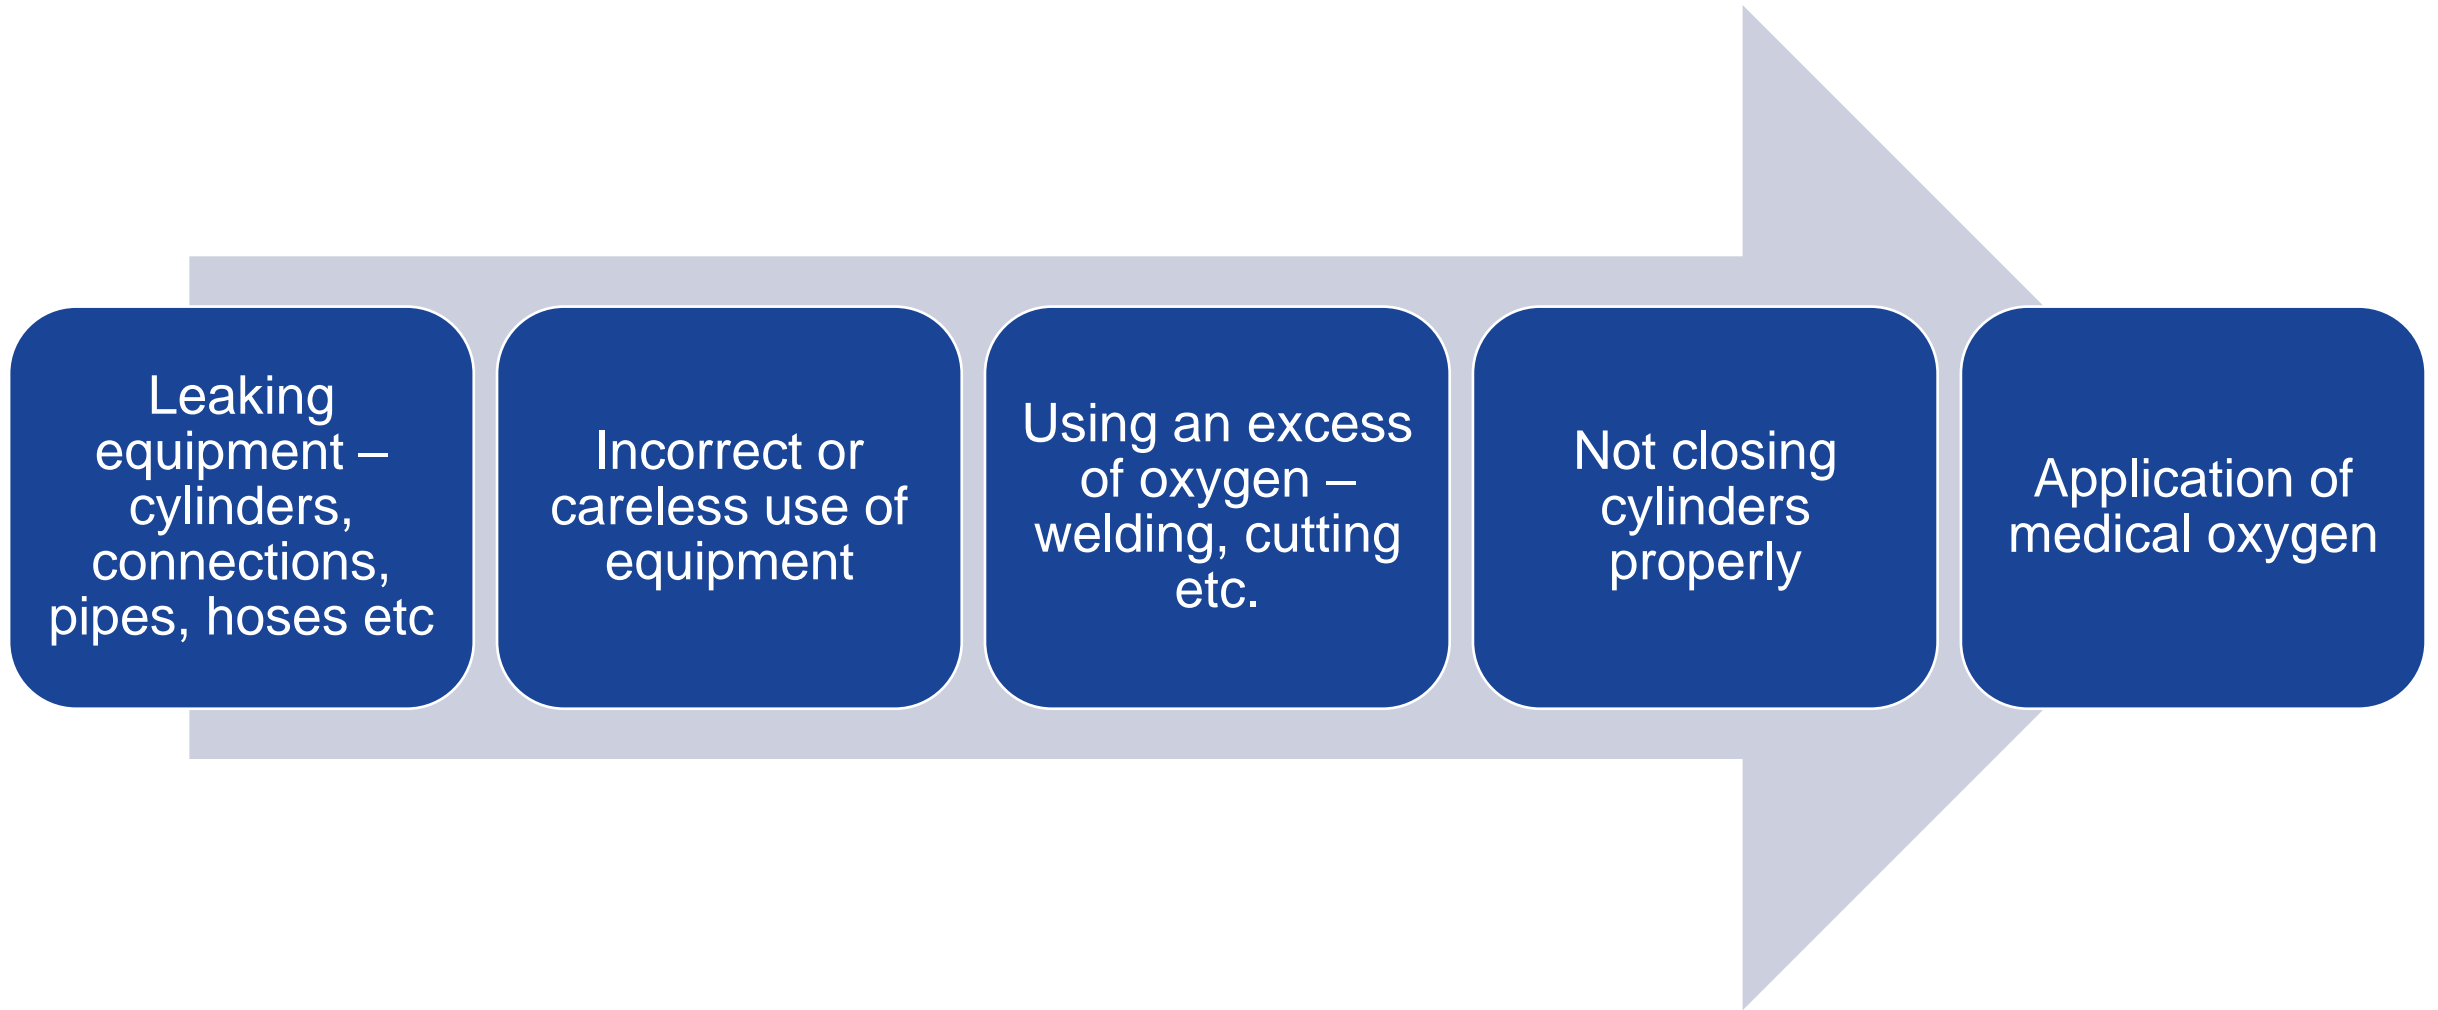 Leaking
equipment –
cylinders,
connections,
pipes, hoses etc
Incorrect or
careless use of
equipment
Using an excess
of oxygen –
welding, cutting
etc.
Not closing
cylinders
properly
Application of
medical oxygen